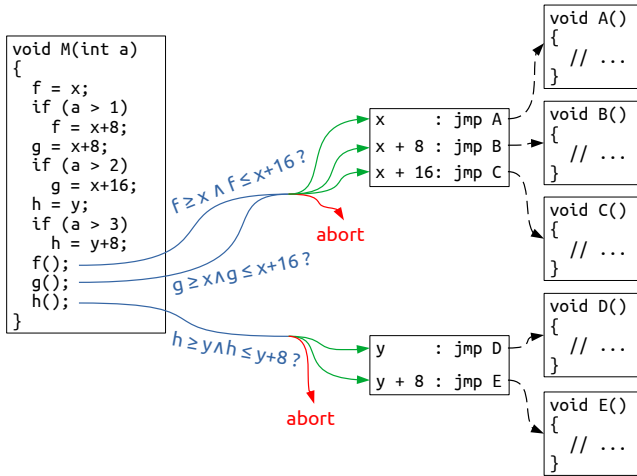 void M(int a)
{
f = x;
if (a > 1)
f = x+8;
g = x+8;
if (a > 2)
g = x+16;
h = y;
if (a > 3)
h = y+8;
f();
g();
h();
}
f ≥ x ∧ f ≤ x+16 ?
g ≥ x ∧ g ≤ x+16 ?
h ≥ y ∧ h ≤ y+8 ?
abort
abort
x : jmp A
x + 8 : jmp B
x + 16: jmp C
y : jmp D
y + 8 : jmp E
void A()
{
// ...
}
void B()
{
// ...
}
void C()
{
// ...
}
void D()
{
// ...
}
void E()
{
// ...
}